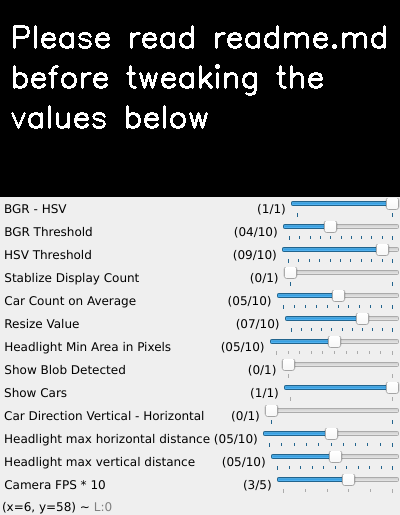 Please read readme.md
before tweaking the
values below
BGR - HSV (1/1)
BGR Threshold (04/10)
HSV Threshold (09/10)
Stablize Display Count (0/1)
Car Count on Average (05/10)
Resize Value (07/10)
Headlight Min Area in Pixels (05/10)
Show Blob Detected (0/1)
Show Cars (1/1)
Car Direction Vertical - Horizontal (0/1)
Headlight max horizontal distance (05/10)
Headlight max vertical distance (05/10)
Camera FPS * 10 (3/5)
(x=6, y=58) ~ L:0